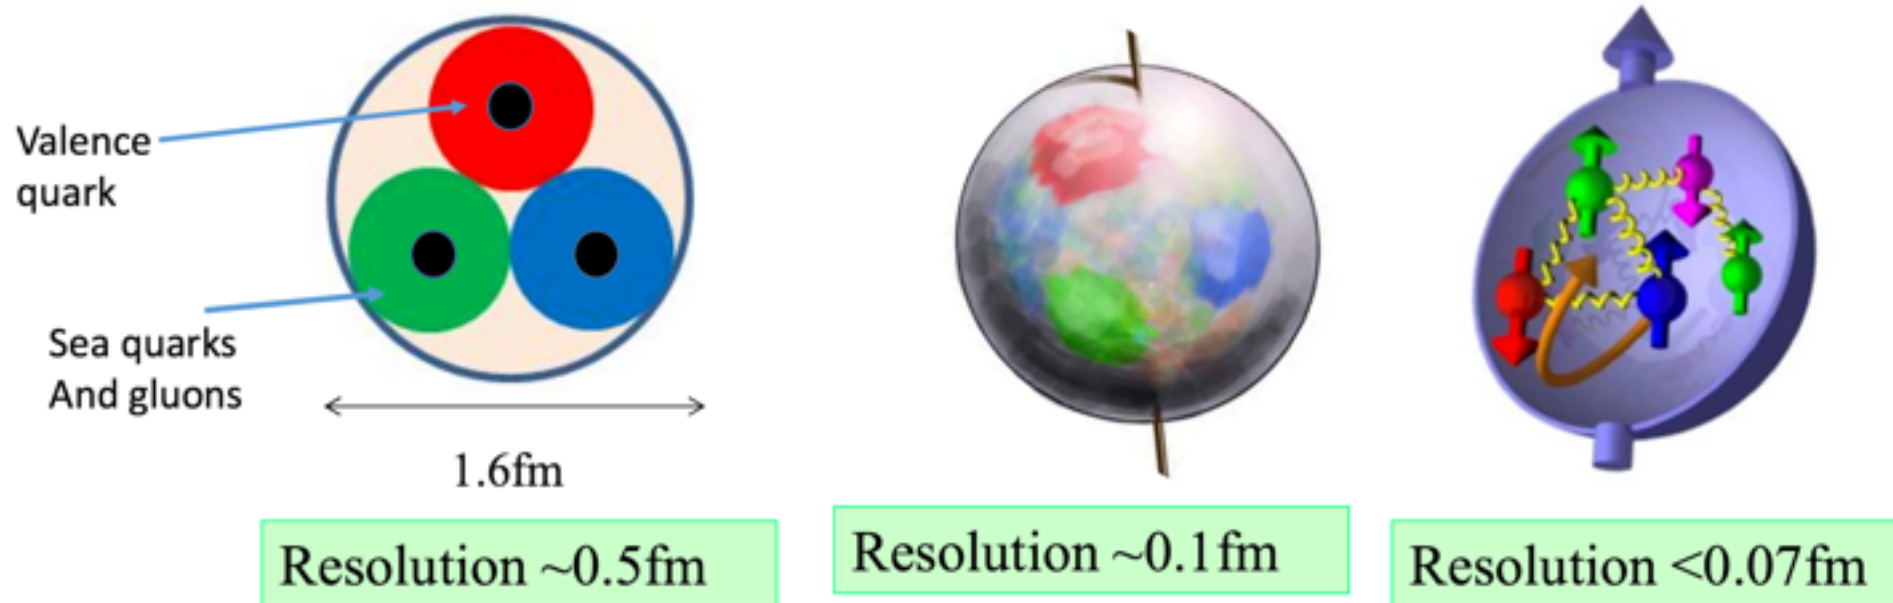 Valence
quark
Sea quarks
And gluons
1.6fm
Resolution ~0.5fm
Resolution ~0.1fm
Resolution <0.07fm